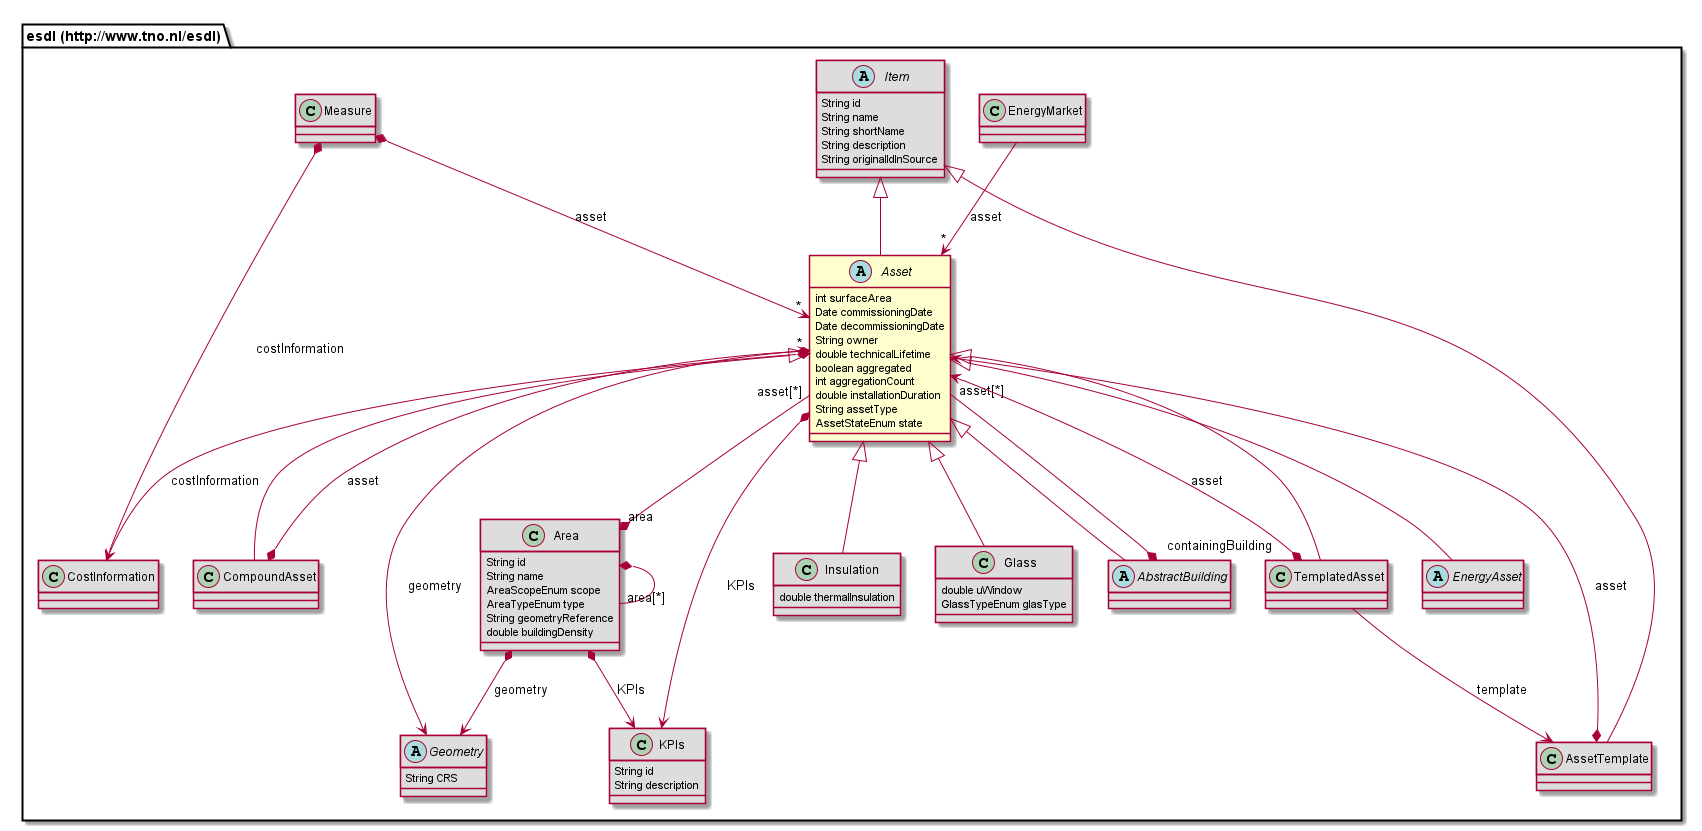 esdl (http://www.tno.nl/esdl)
A Item
String id
String name
String shortName
String description
String originalIdInSource
C Measure
C EnergyMarket
asset
asset
*
A Asset
int surfaceArea
Date commissioningDate
Date decommissioningDate
String owner
double technicalLifetime
boolean aggregated
int aggregationCount
double installationDuration
String assetType
AssetStateEnum state
*
*
costInformation
asset[*]
asset[*]
costInformation
asset
asset
area
containingBuilding
C Area
String id
String name
AreaScopeEnum scope
AreaTypeEnum type
String geometryReference
double buildingDensity
area[*]
C CostInformation
C CompoundAsset
C Insulation
double thermalInsulation
C Glass
double uWindow
GlassTypeEnum glasType
A AbstractBuilding
C TemplatedAsset
A EnergyAsset
geometry
KPIs
asset
geometry
KPIs
template
A Geometry
String CRS
C KPIs
String id
String description
C AssetTemplate